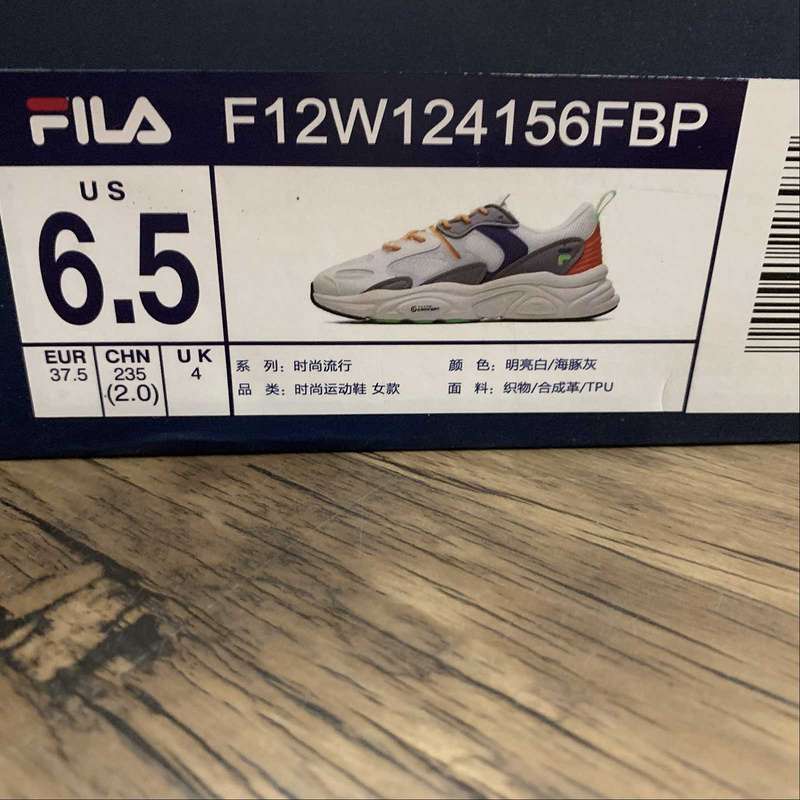 FILA F12W124156FBP
US
6.5
EUR CHN UK
37.5 235 4
(2.0)
系 列: 时尚流行 颜 色: 明亮白/海豚灰
品 类: 时尚运动鞋 女款 面 料: 织物/合成革/TPU